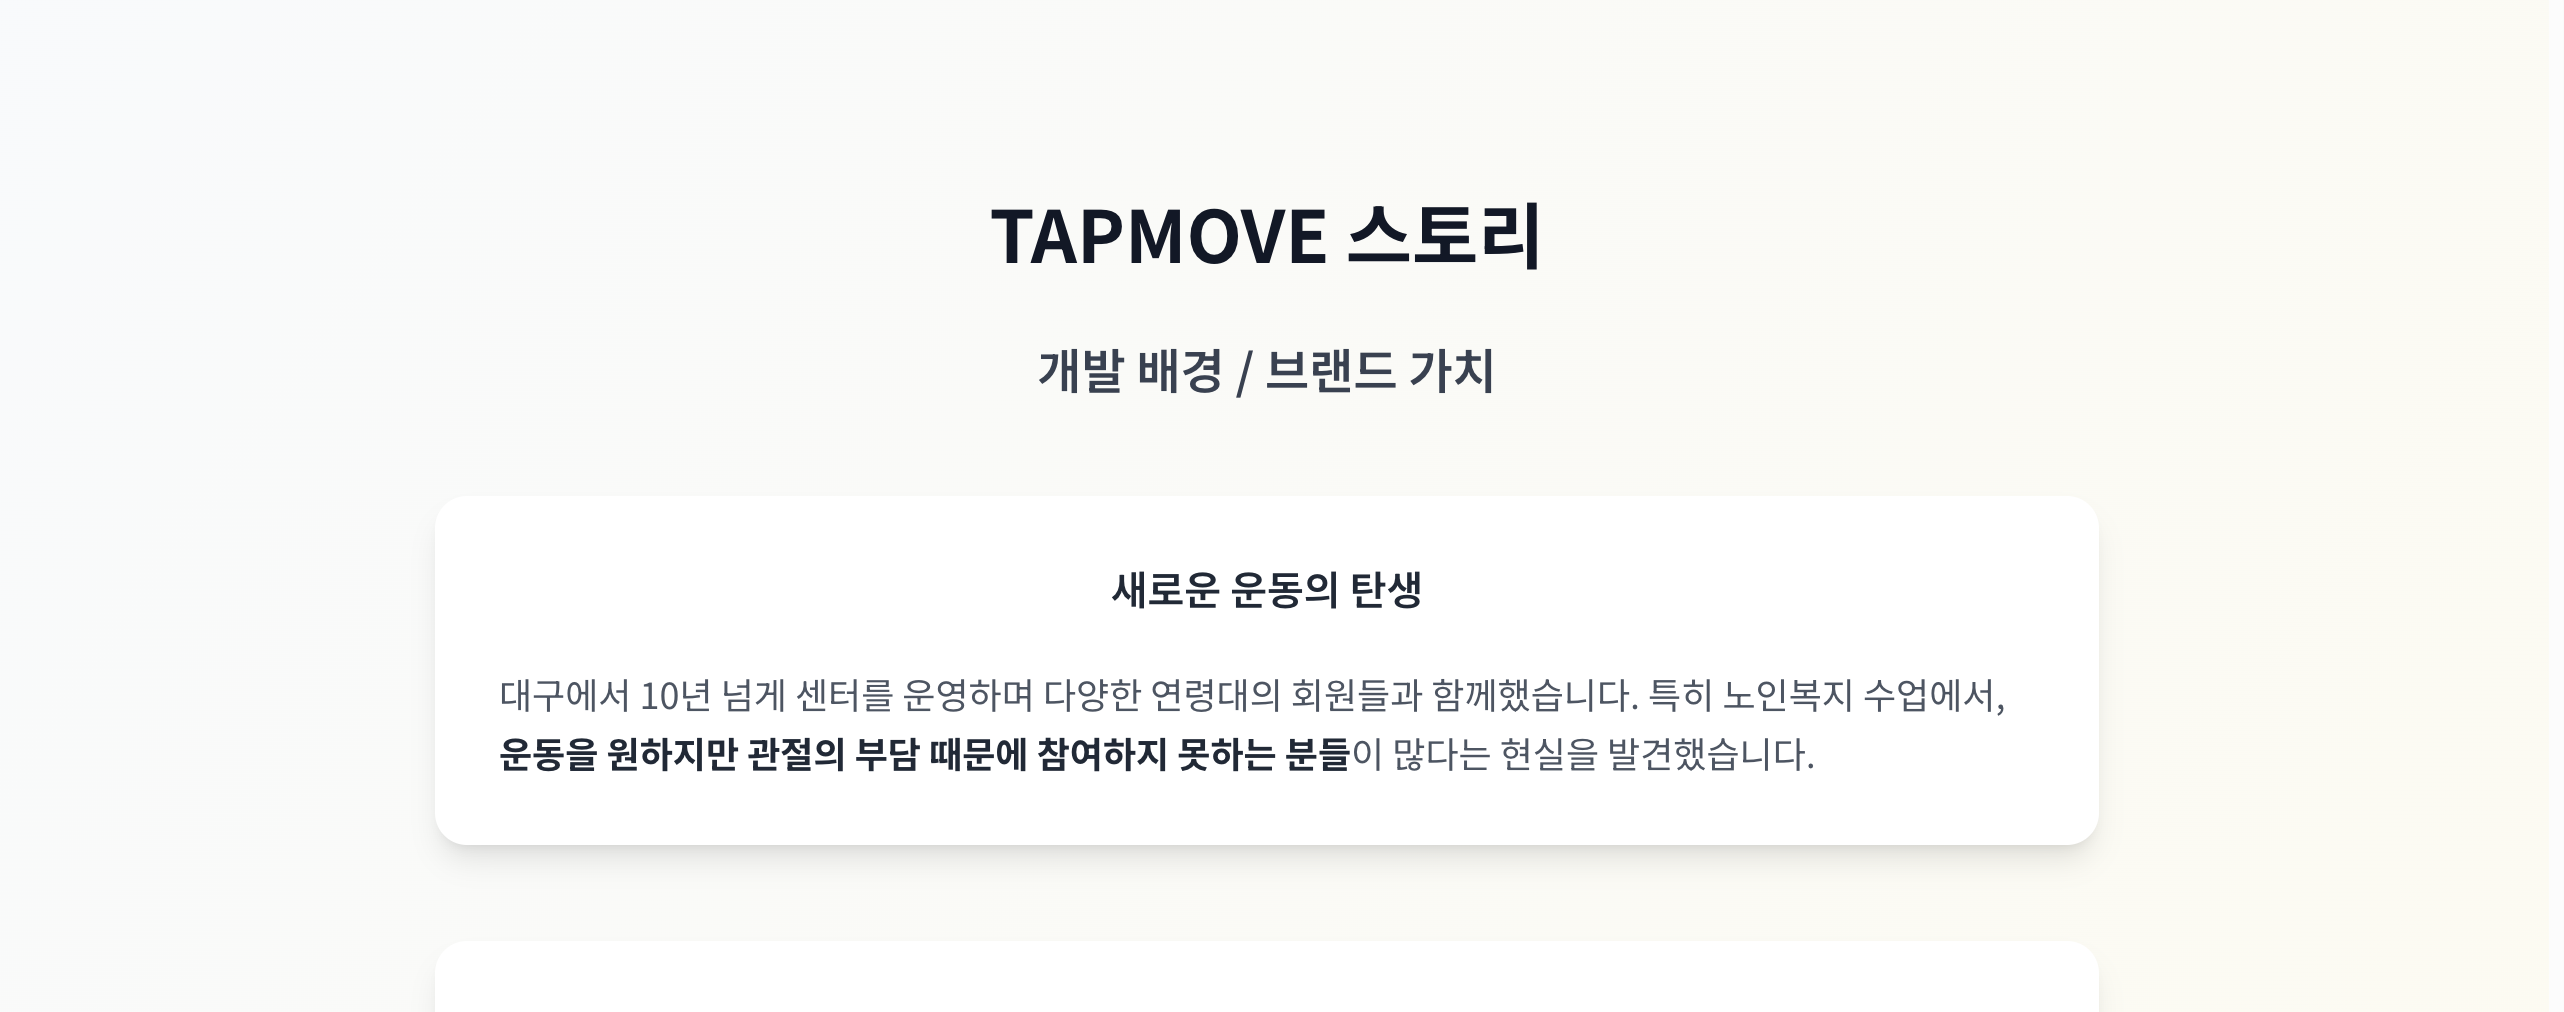 TAPMOVE 스토리
개발 배경 / 브랜드 가치
새로운 운동의 탄생
대구에서 10년 넘게 센터를 운영하며 다양한 연령대의 회원들과 함께했습니다. 특히 노인복지 수업에서,
운동을 원하지만 관절의 부담 때문에 참여하지 못하는 분들이 많다는 현실을 발견했습니다.